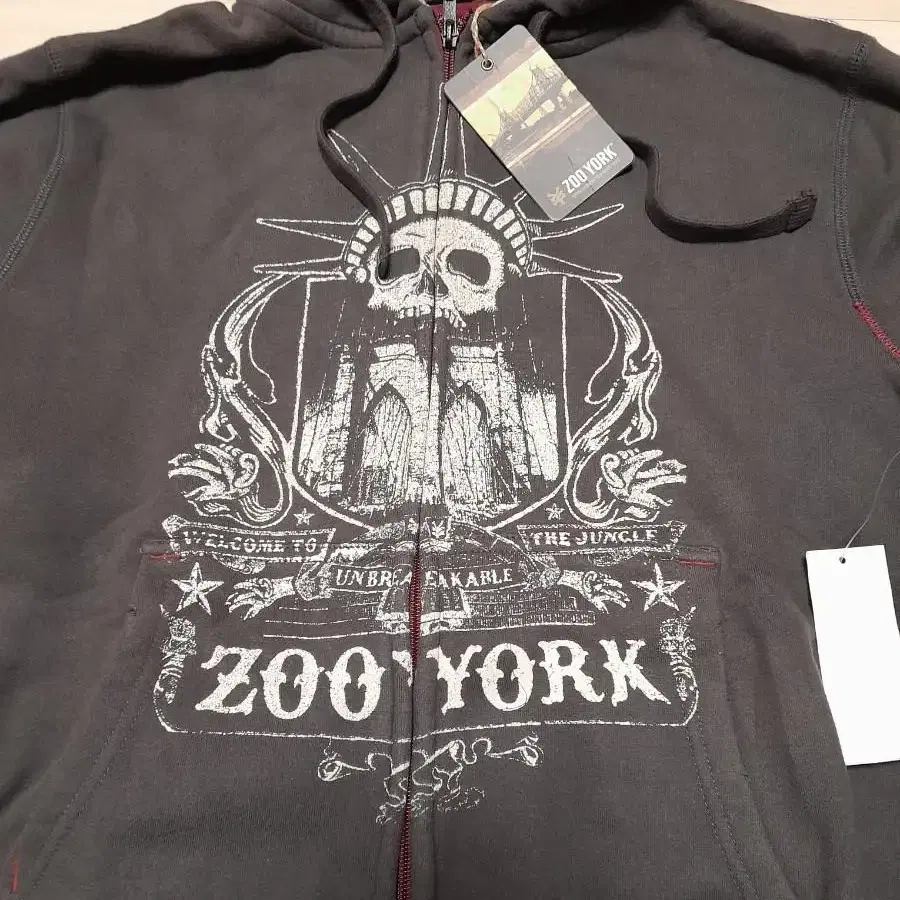 ZOO YORK
WELCOME TO
THE JUNGLE
UNBREAKABLE
ZOO YORK